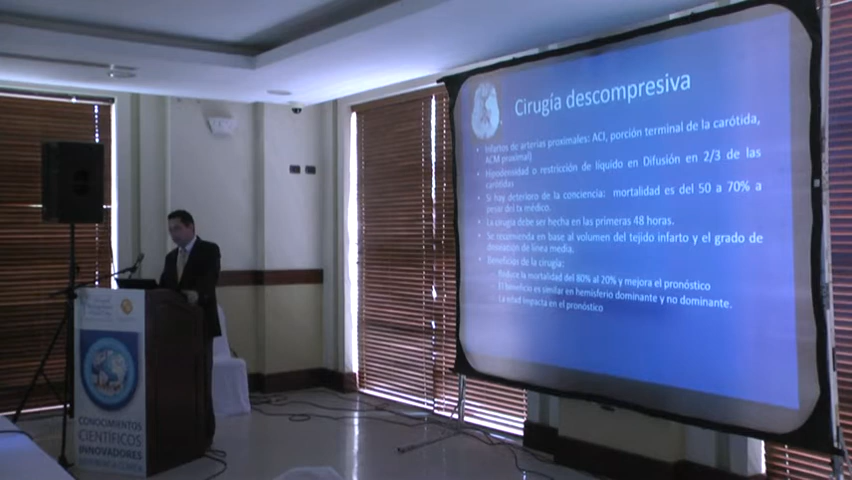 Cirugía descompresiva
Infartos de arterias proximales: ACI, porción terminal de la carótida,
ACM proximal)
Hipodensidad o restricción de líquido en Difusión en 2/3 de las
carótidas
Si hay deterioro de la conciencia: mortalidad es del 50 a 70% a
pesar del tx médico.
La cirugía debe ser hecha en las primeras 48 horas.
Se recomienda en base al volumen del tejido infarto y el grado de
desviación de línea media.
Beneficios de la cirugía:
Reduce la mortalidad del 80% al 20% y mejora el pronóstico
El beneficio es similar en hemisferio dominante y no dominante.
La edad impacta en el pronóstico
CONOCIMIENTOS
CIENTÍFICOS
INNOVADORES